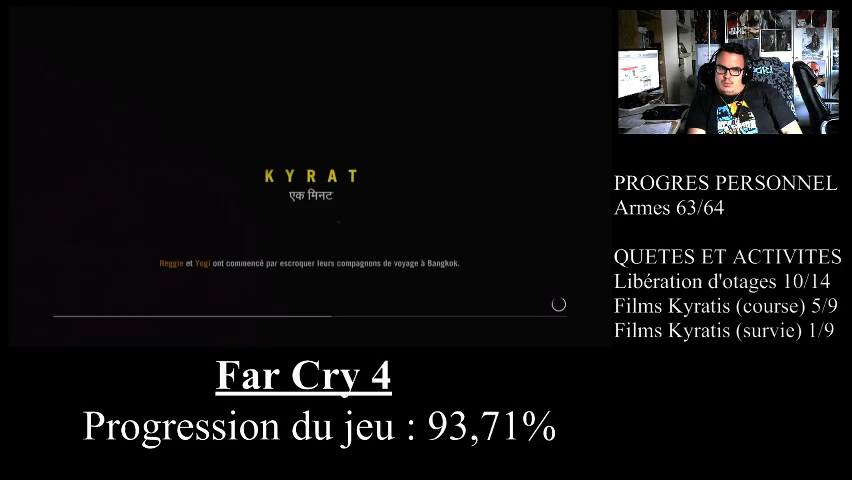 KYRAT
एक मिनट
Reggie et Yogi ont commencé par escroquer leurs compagnons de voyage à Bangkok.
PROGRES PERSONNEL
Armes 63/64
QUETES ET ACTIVITES
Libération d'otages 10/14
Films Kyratis (course) 5/9
Films Kyratis (survie) 1/9
Far Cry 4
Progression du jeu : 93,71%